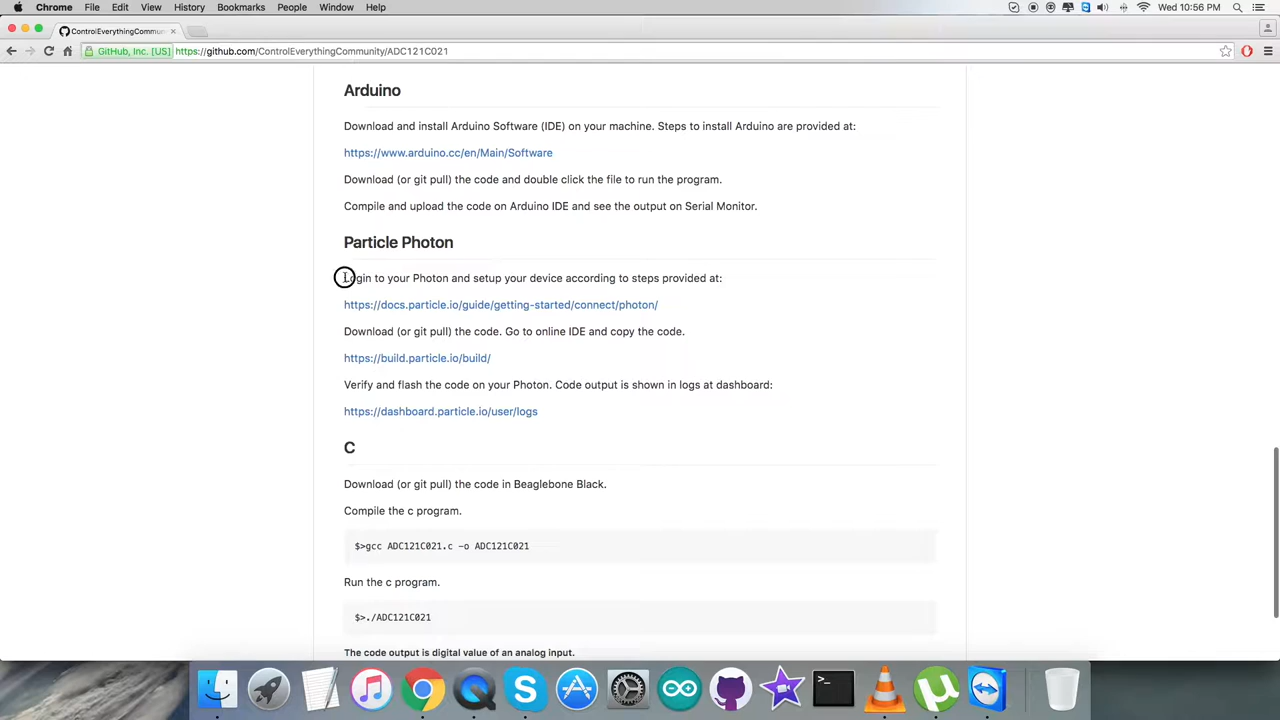 Chrome File Edit View History Bookmarks People Window Help Wed 10:56 PM
ControlEverythingCommun
GitHub, Inc. [US] https://github.com/ControlEverythingCommunity/ADC121C021
Arduino
Download and install Arduino Software (IDE) on your machine. Steps to install Arduino are provided at:
https://www.arduino.cc/en/Main/Software
Download (or git pull) the code and double click the file to run the program.
Compile and upload the code on Arduino IDE and see the output on Serial Monitor.
Particle Photon
Login to your Photon and setup your device according to steps provided at:
https://docs.particle.io/guide/getting-started/connect/photon/
Download (or git pull) the code. Go to online IDE and copy the code.
https://build.particle.io/build/
Verify and flash the code on your Photon. Code output is shown in logs at dashboard:
https://dashboard.particle.io/user/logs
C
Download (or git pull) the code in Beaglebone Black.
Compile the c program.
$>gcc ADC121C021.c -o ADC121C021
Run the c program.
$>./ADC121C021
The code output is digital value of an analog input.